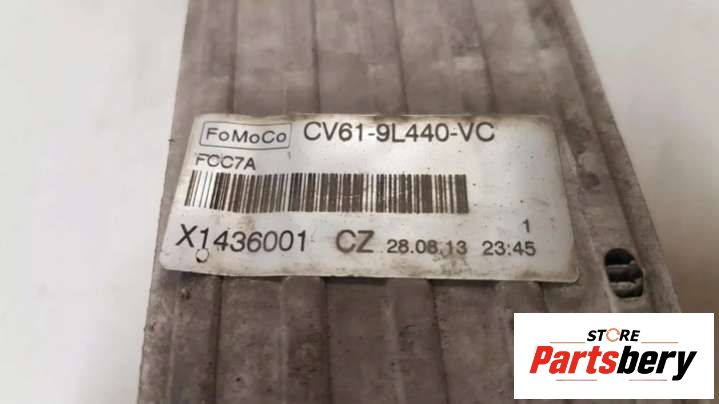 FoMoCo CV61-9L440-VC
FCC7A
1
X1436001 CZ 28.08.13 23:45
STORE
Partsbery